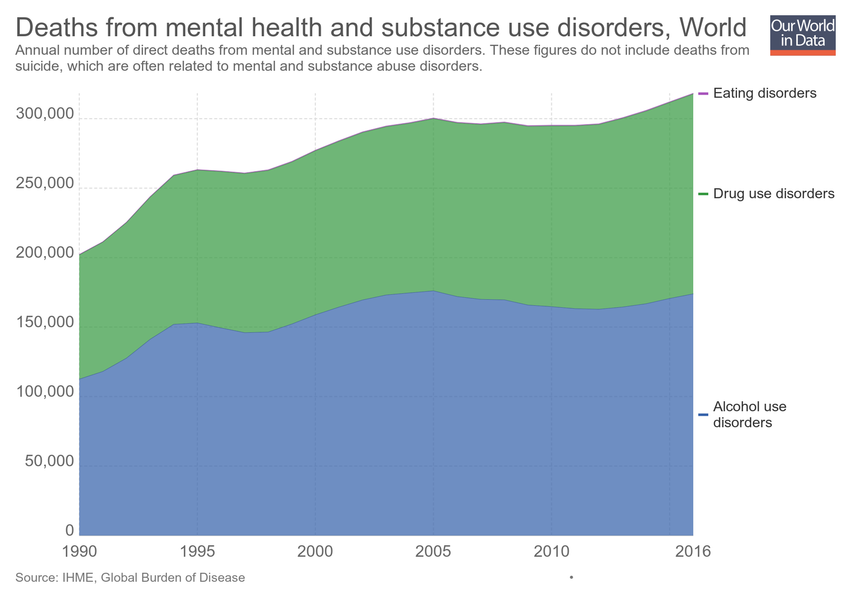 Deaths from mental health and substance use disorders, World
Our World
in Data
Annual number of direct deaths from mental and substance use disorders. These figures do not include deaths from
suicide, which are often related to mental and substance abuse disorders.
300,000
250,000
200,000
150,000
100,000
50,000
0
1990
1995
2000
2005
2010
2016
Eating disorders
Drug use disorders
Alcohol use
disorders
Source: IHME, Global Burden of Disease
•